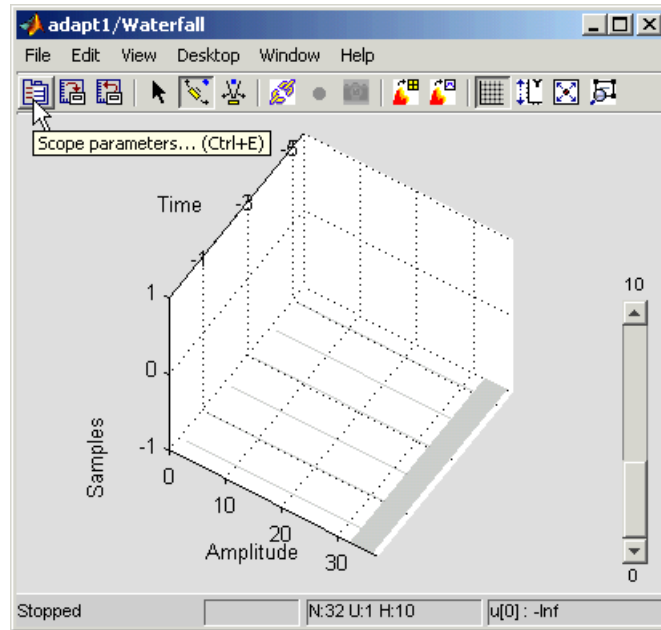 adapt1/Waterfall
File Edit View Desktop Window Help
Scope parameters... (Ctrl+E)
-5
Time -3
-1
1
0
-1
Samples
0
10
20
30
Amplitude
10
0
Stopped N:32 U:1 H:10 u[0] : -Inf